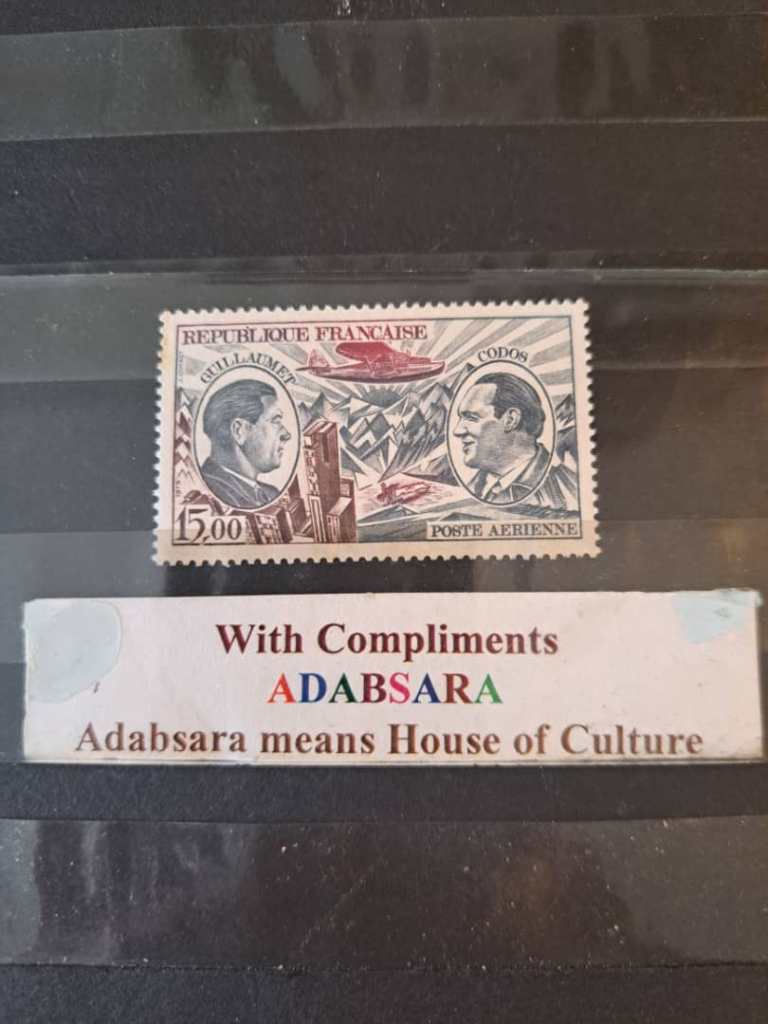 REPUBLIQUE FRANCAISE
GUILLAUMET
CODOS
15,00
POSTE AERIENNE
With Compliments
ADABSARA
Adabsara means House of Culture